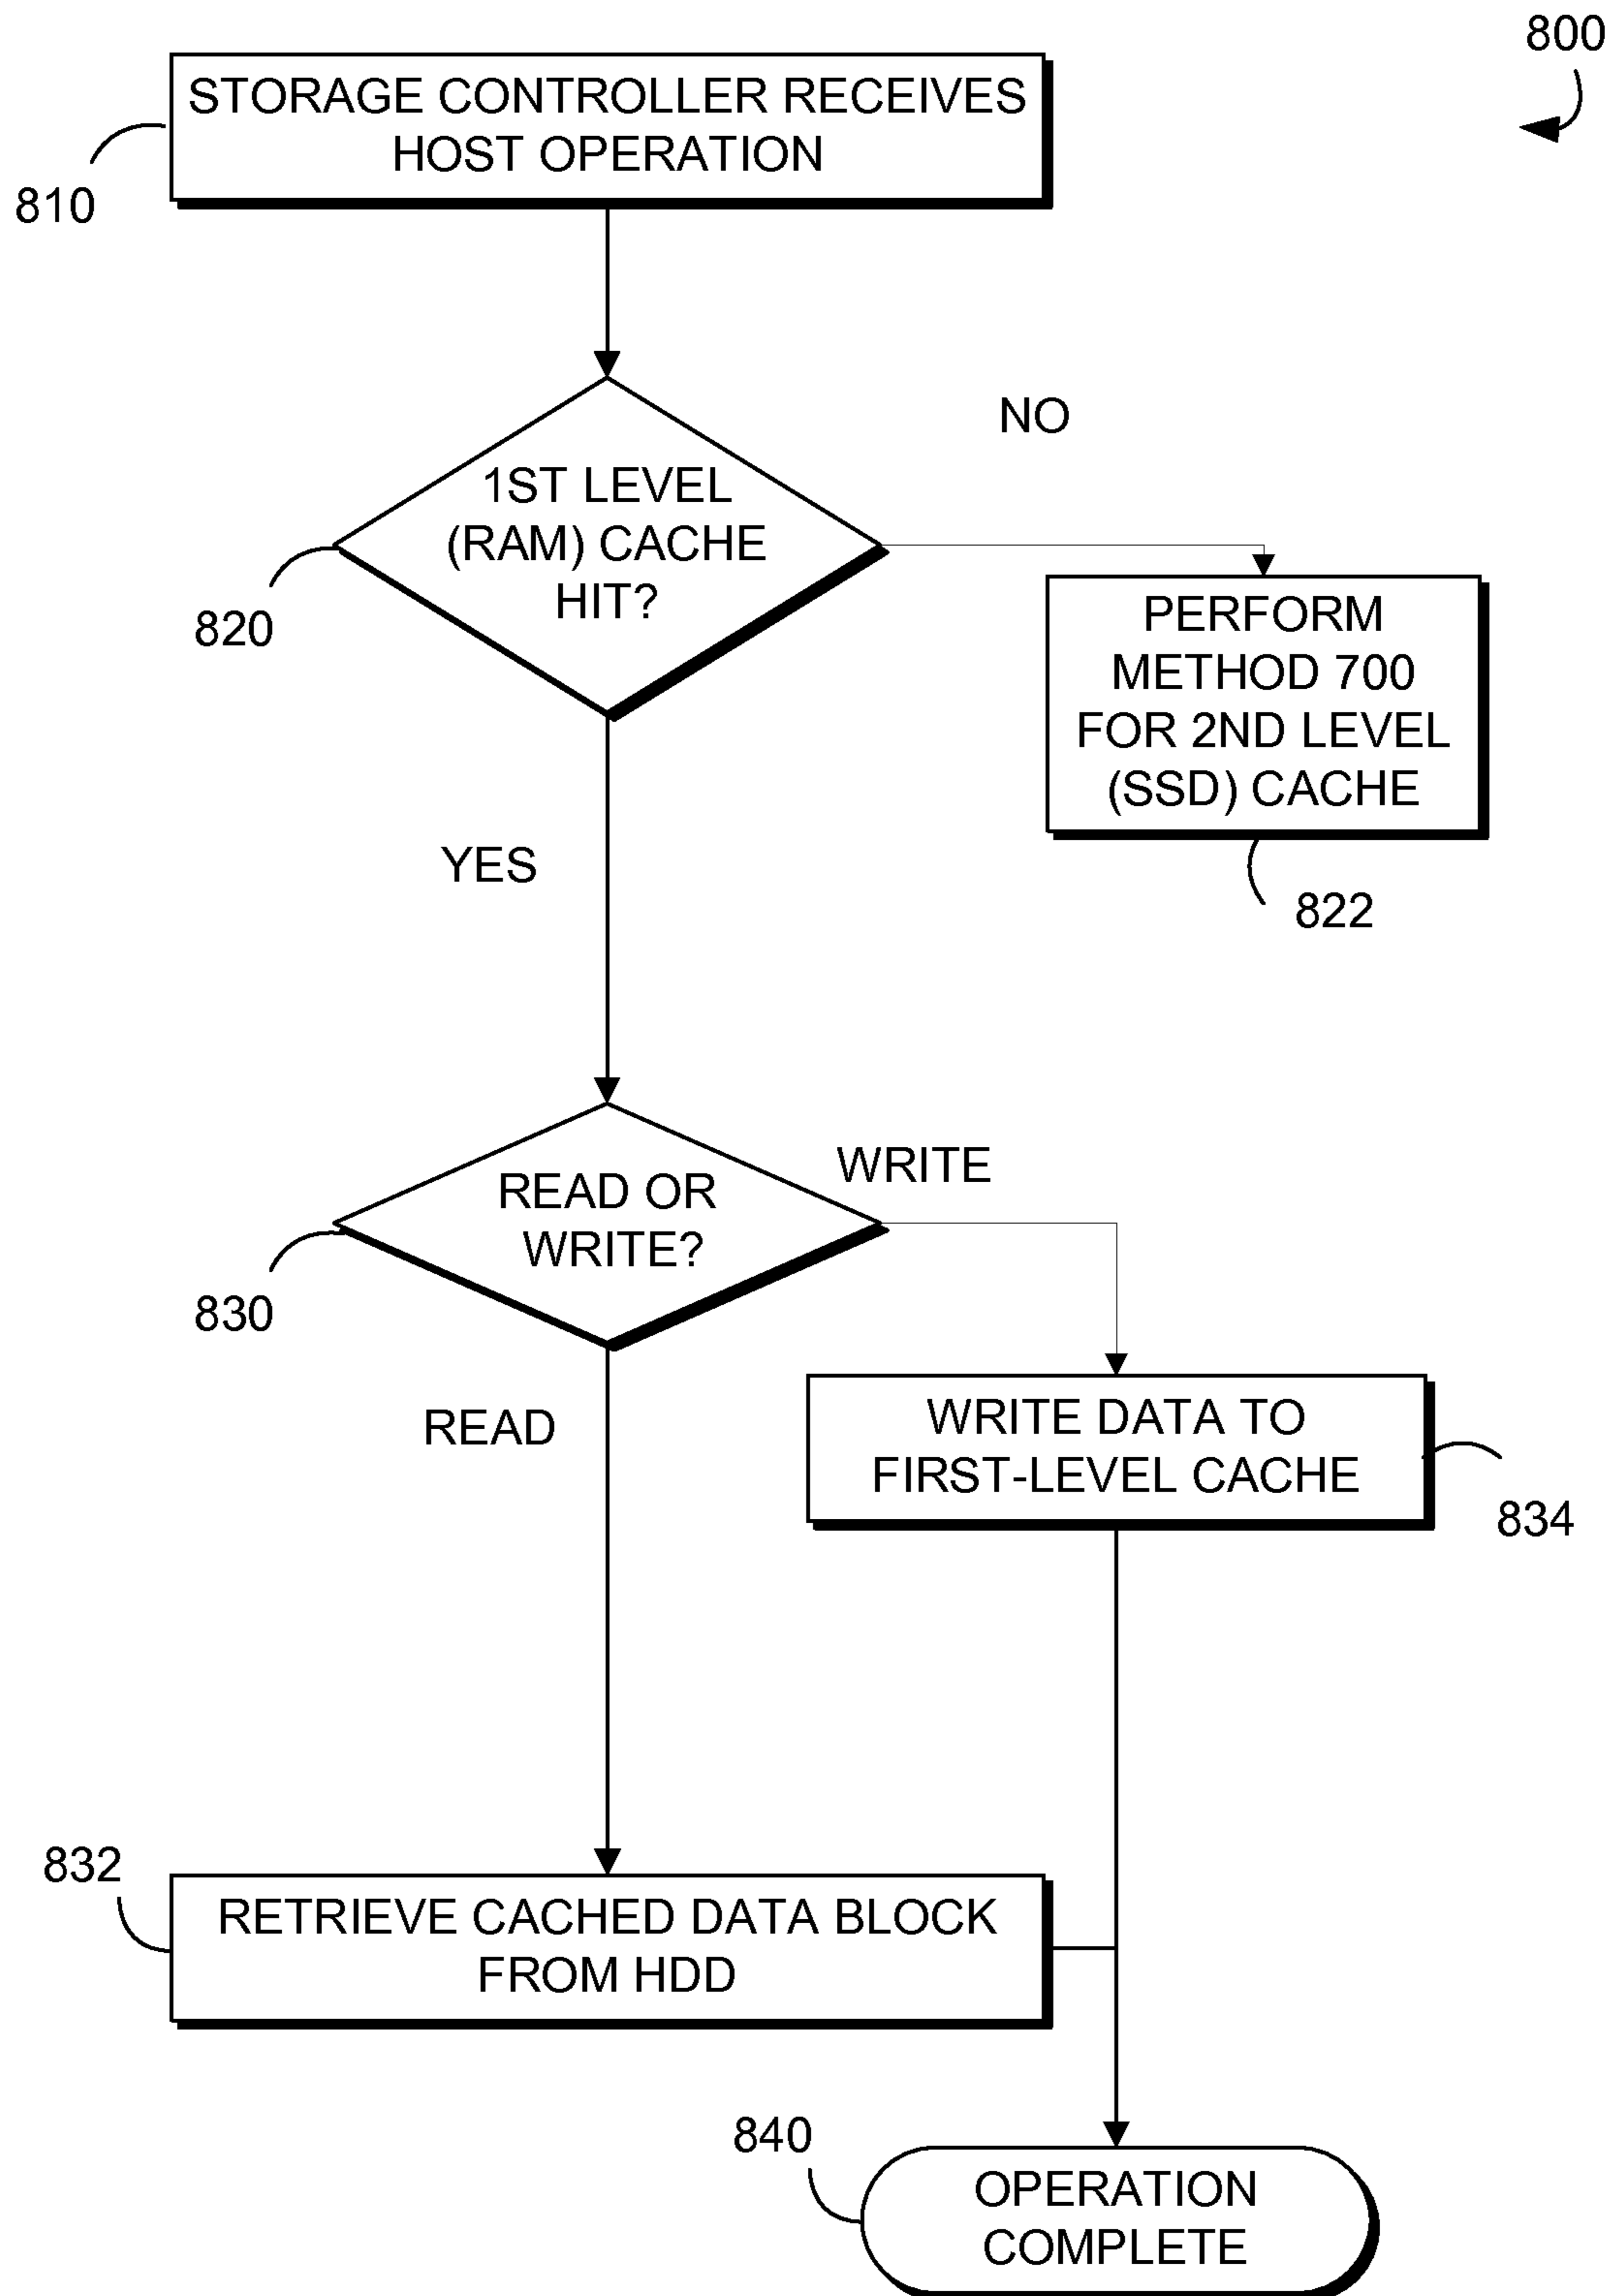 800
STORAGE CONTROLLER RECEIVES
HOST OPERATION
810
NO
1ST LEVEL
(RAM) CACHE
HIT?
820
PERFORM
METHOD 700
FOR 2ND LEVEL
(SSD) CACHE
822
YES
WRITE
READ OR
WRITE?
830
READ
WRITE DATA TO
FIRST-LEVEL CACHE
834
832
RETRIEVE CACHED DATA BLOCK
FROM HDD
840
OPERATION
COMPLETE